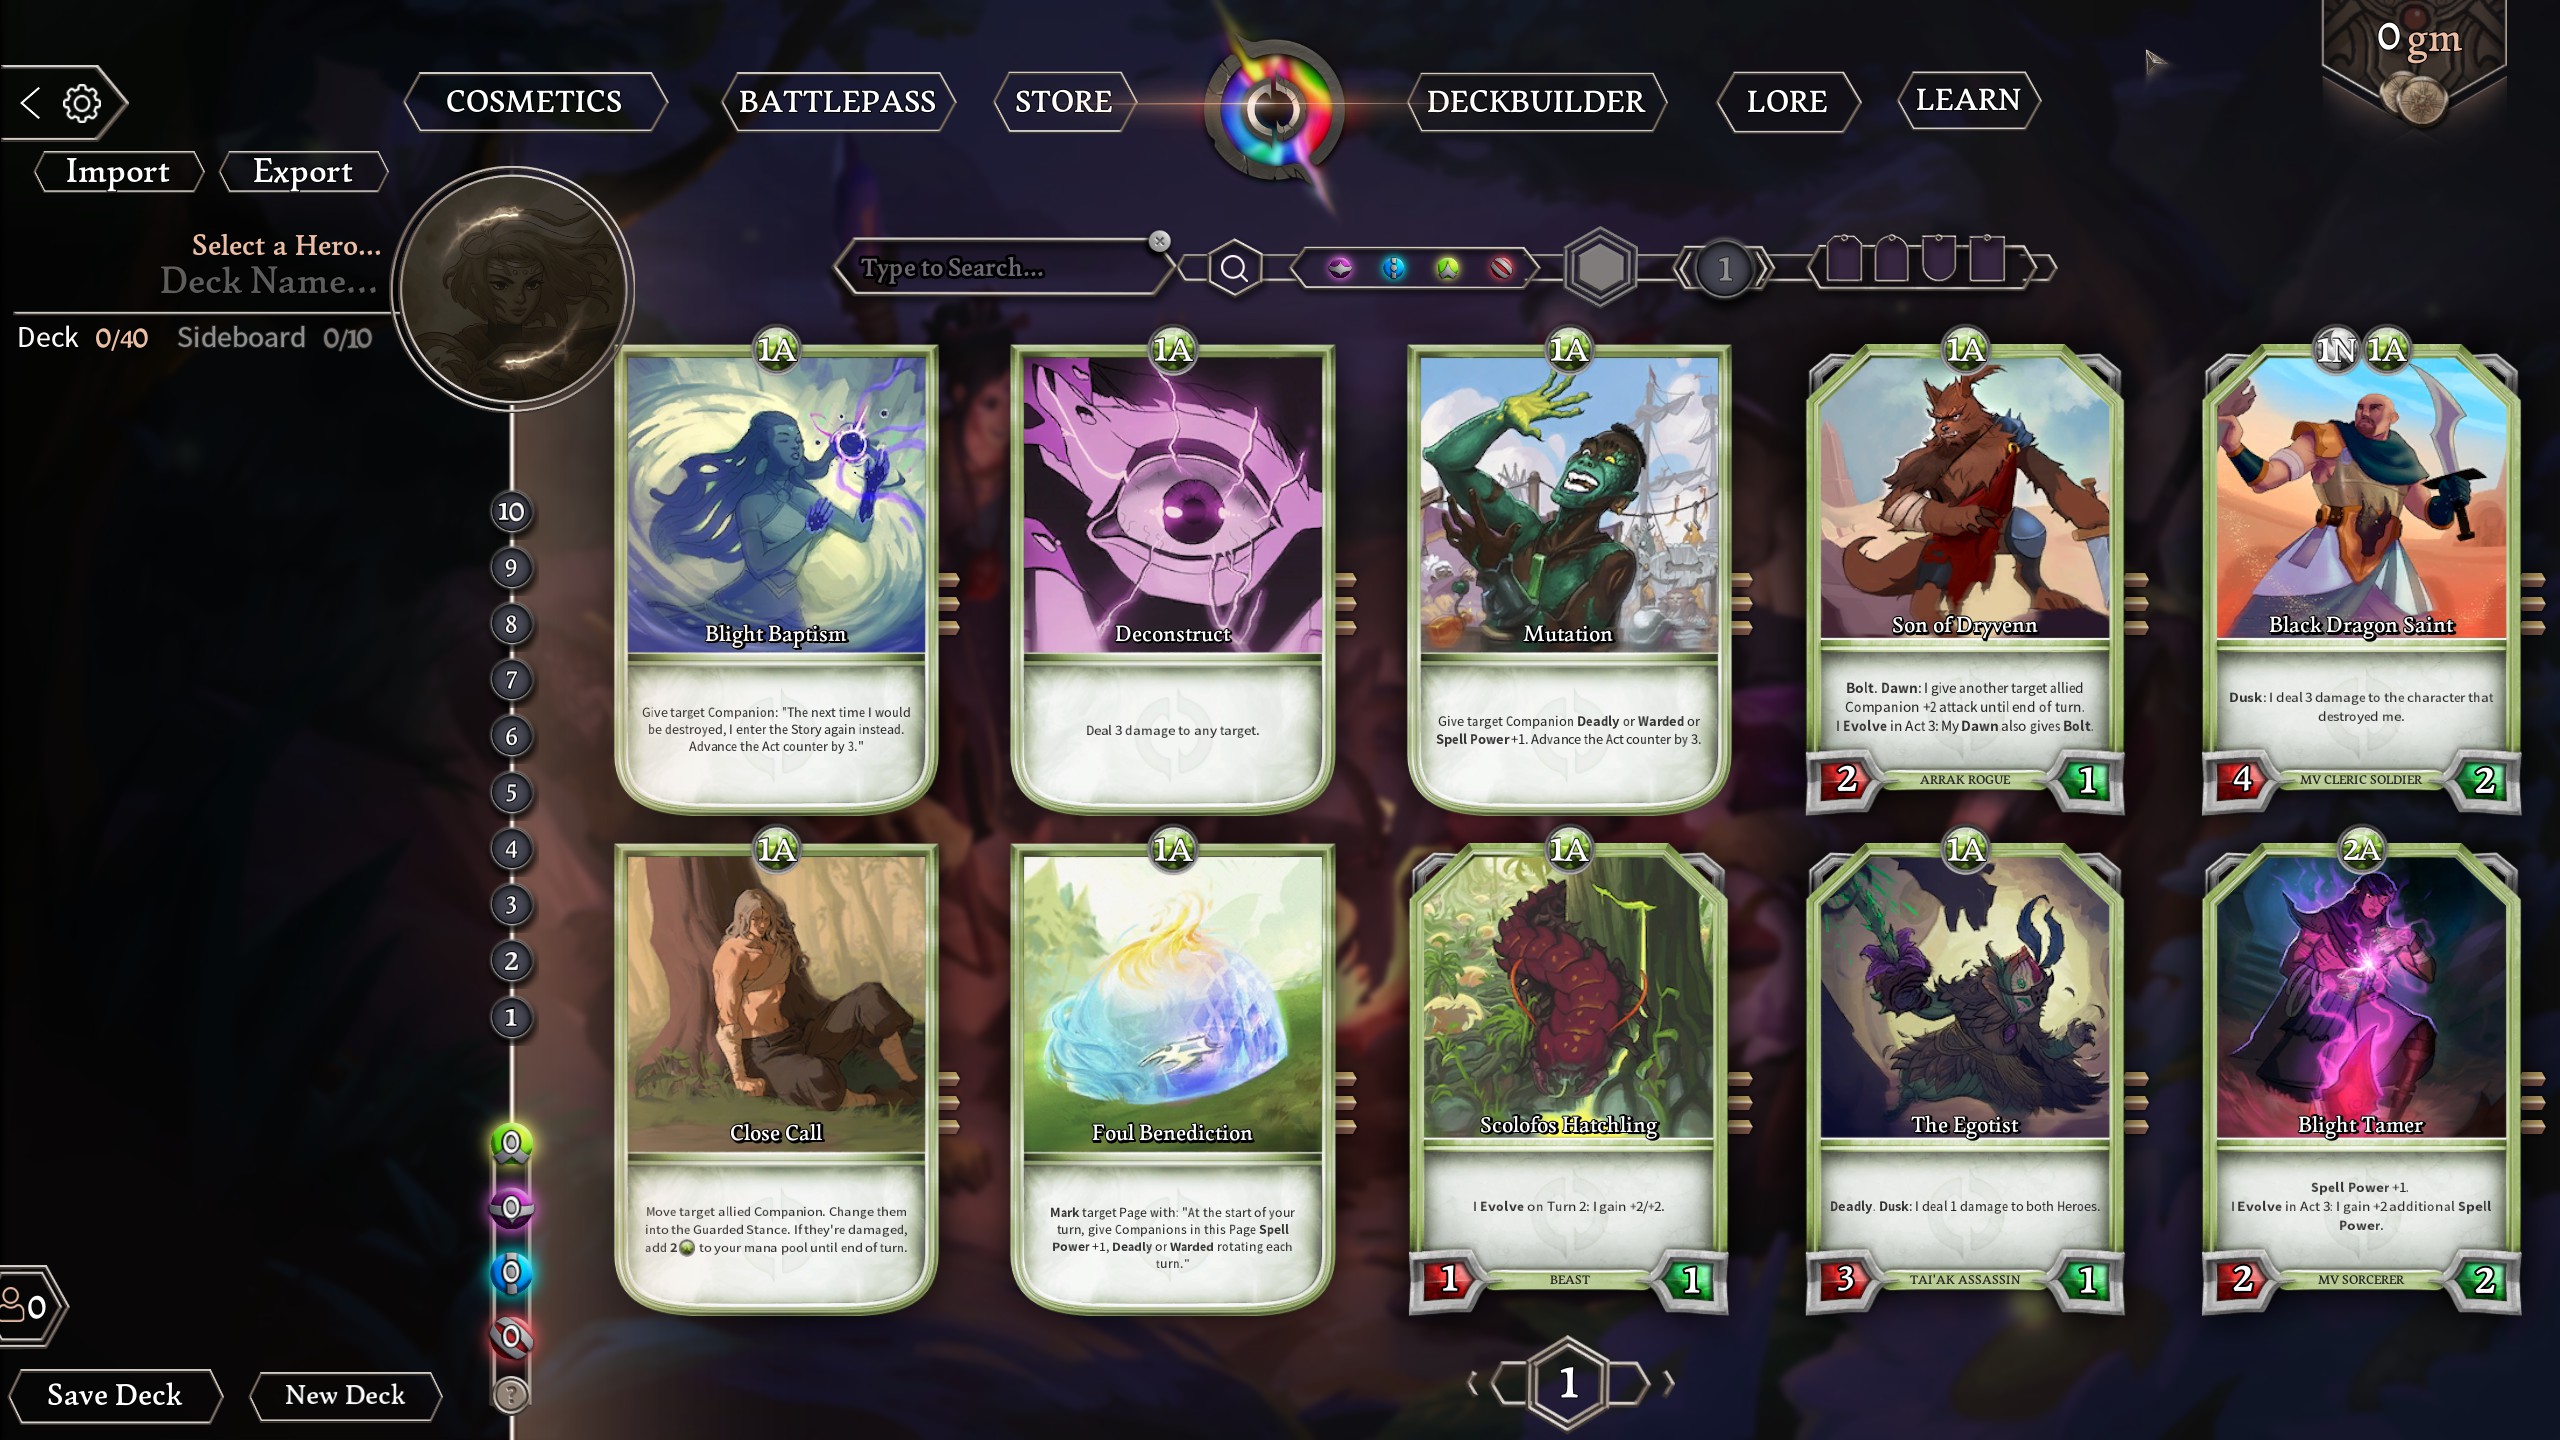 0 gm
COSMETICS
BATTLEPASS
STORE
DECKBUILDER
LORE
LEARN
Import
Export
Select a Hero...
Deck Name...
Deck 0/40 Sideboard 0/10
Type to Search...
1
10
9
8
7
6
5
4
3
2
1
0
0
0
0
?
0
Save Deck
New Deck
1A
Blight Baptism
Give target Companion: "The next time I would
be destroyed, I enter the Story again instead.
Advance the Act counter by 3."
1A
Deconstruct
Deal 3 damage to any target.
1A
Mutation
Give target Companion Deadly or Warded or
Spell Power +1. Advance the Act counter by 3.
1A
Son of Dryvenn
Bolt. Dawn: I give another target allied
Companion +2 attack until end of turn.
I Evolve in Act 3: My Dawn also gives Bolt.
2
ARRAK ROGUE
1
1N 1A
Black Dragon Saint
Dusk: I deal 3 damage to the character that
destroyed me.
4
MV CLERIC SOLDIER
2
1A
Close Call
Move target allied Companion. Change them
into the Guarded Stance. If they're damaged,
add 2 to your mana pool until end of turn.
1A
Foul Benediction
Mark target Page with: "At the start of your
turn, give Companions in this Page Spell
Power +1, Deadly or Warded rotating each
turn."
1A
Scolofos Hatchling
I Evolve on Turn 2: I gain +2/+2.
1
BEAST
1
1A
The Egotist
Deadly. Dusk: I deal 1 damage to both Heroes.
3
TAI'AK ASSASSIN
1
2A
Blight Tamer
Spell Power +1.
I Evolve in Act 3: I gain +2 additional Spell
Power.
2
MV SORCERER
2
1